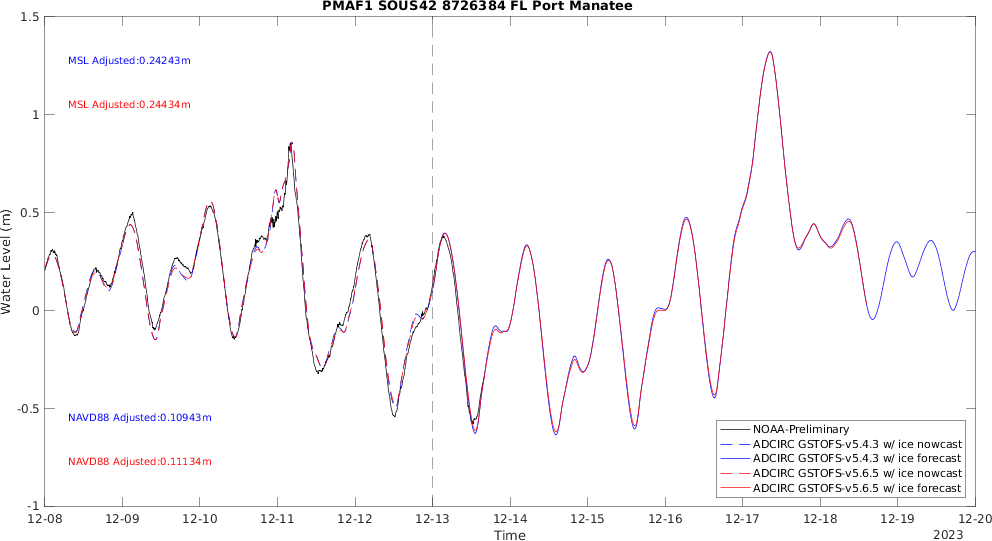 PMAF1 SOUS42 8726384 FL Port Manatee
1.5
1
0.5
0
-0.5
-1
Water Level (m)
MSL Adjusted:0.24243m
MSL Adjusted:0.24434m
NAVD88 Adjusted:0.10943m
NAVD88 Adjusted:0.11134m
NOAA-Preliminary
ADCIRC GSTOFS-v5.4.3 w/ ice nowcast
ADCIRC GSTOFS-v5.4.3 w/ ice forecast
ADCIRC GSTOFS-v5.6.5 w/ ice nowcast
ADCIRC GSTOFS-v5.6.5 w/ ice forecast
12-08 12-09 12-10 12-11 12-12 12-13 12-14 12-15 12-16 12-17 12-18 12-19 12-20
Time
2023